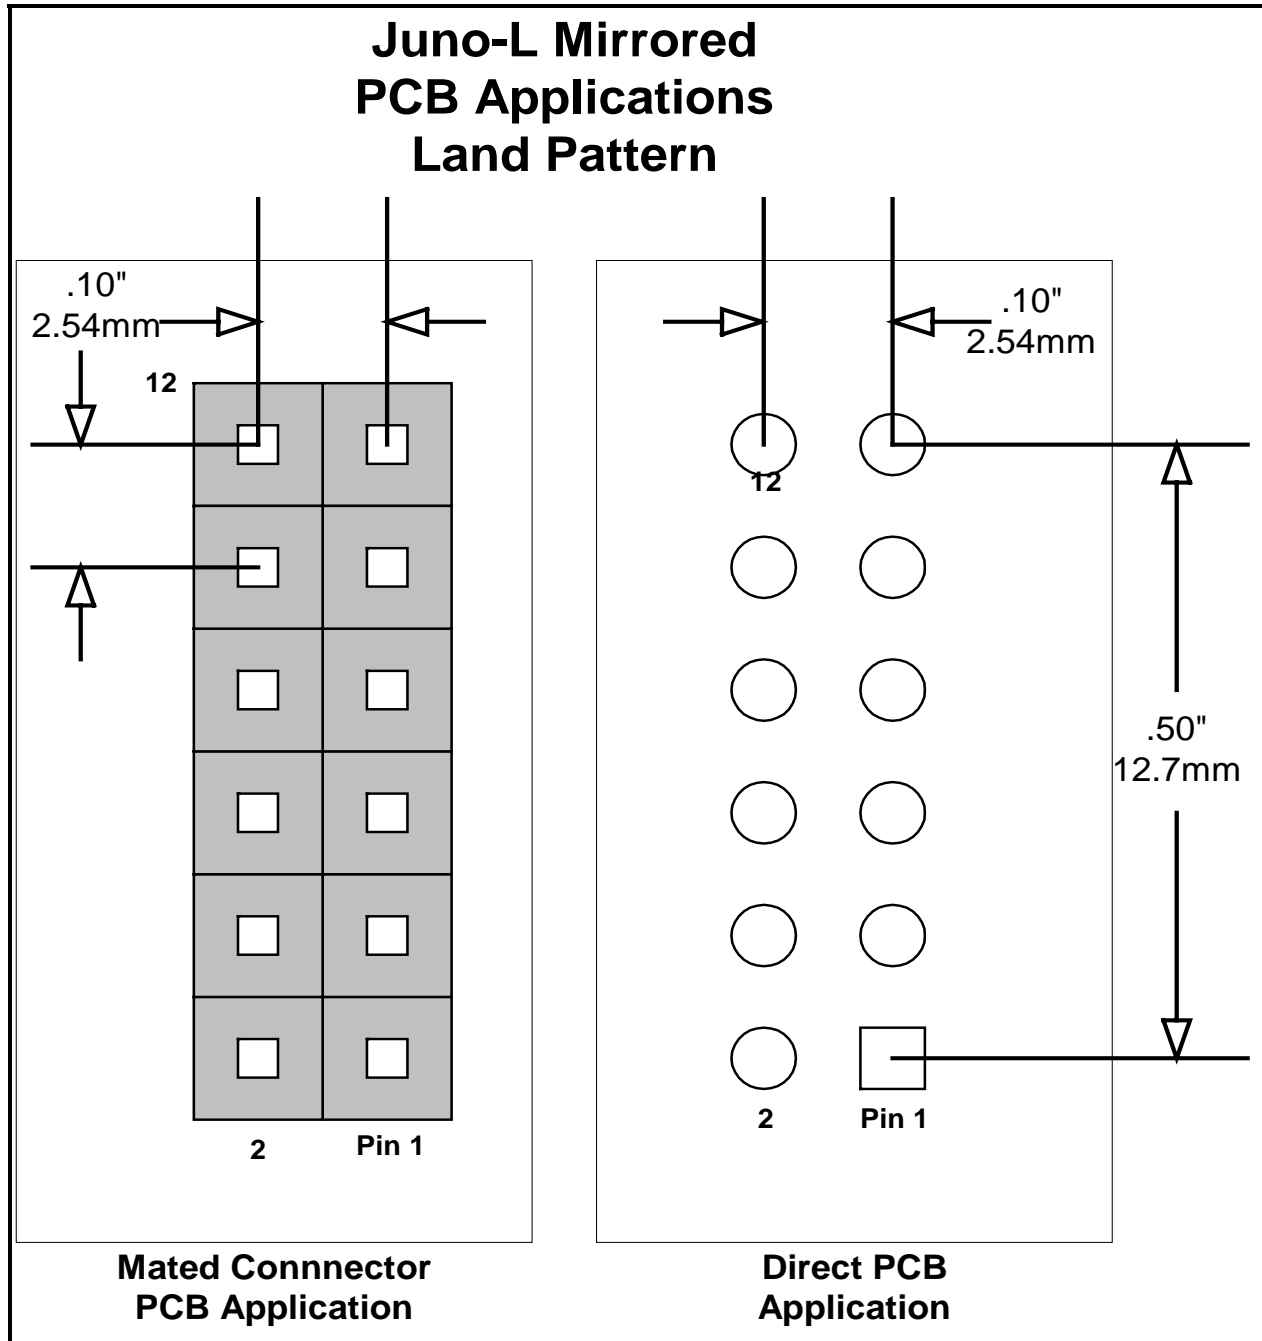 Juno-L Mirrored
PCB Applications
Land Pattern
.10"
2.54mm
12
2
Pin 1
Mated Connnector
PCB Application
.10"
2.54mm
12
.50"
12.7mm
2
Pin 1
Direct PCB
Application